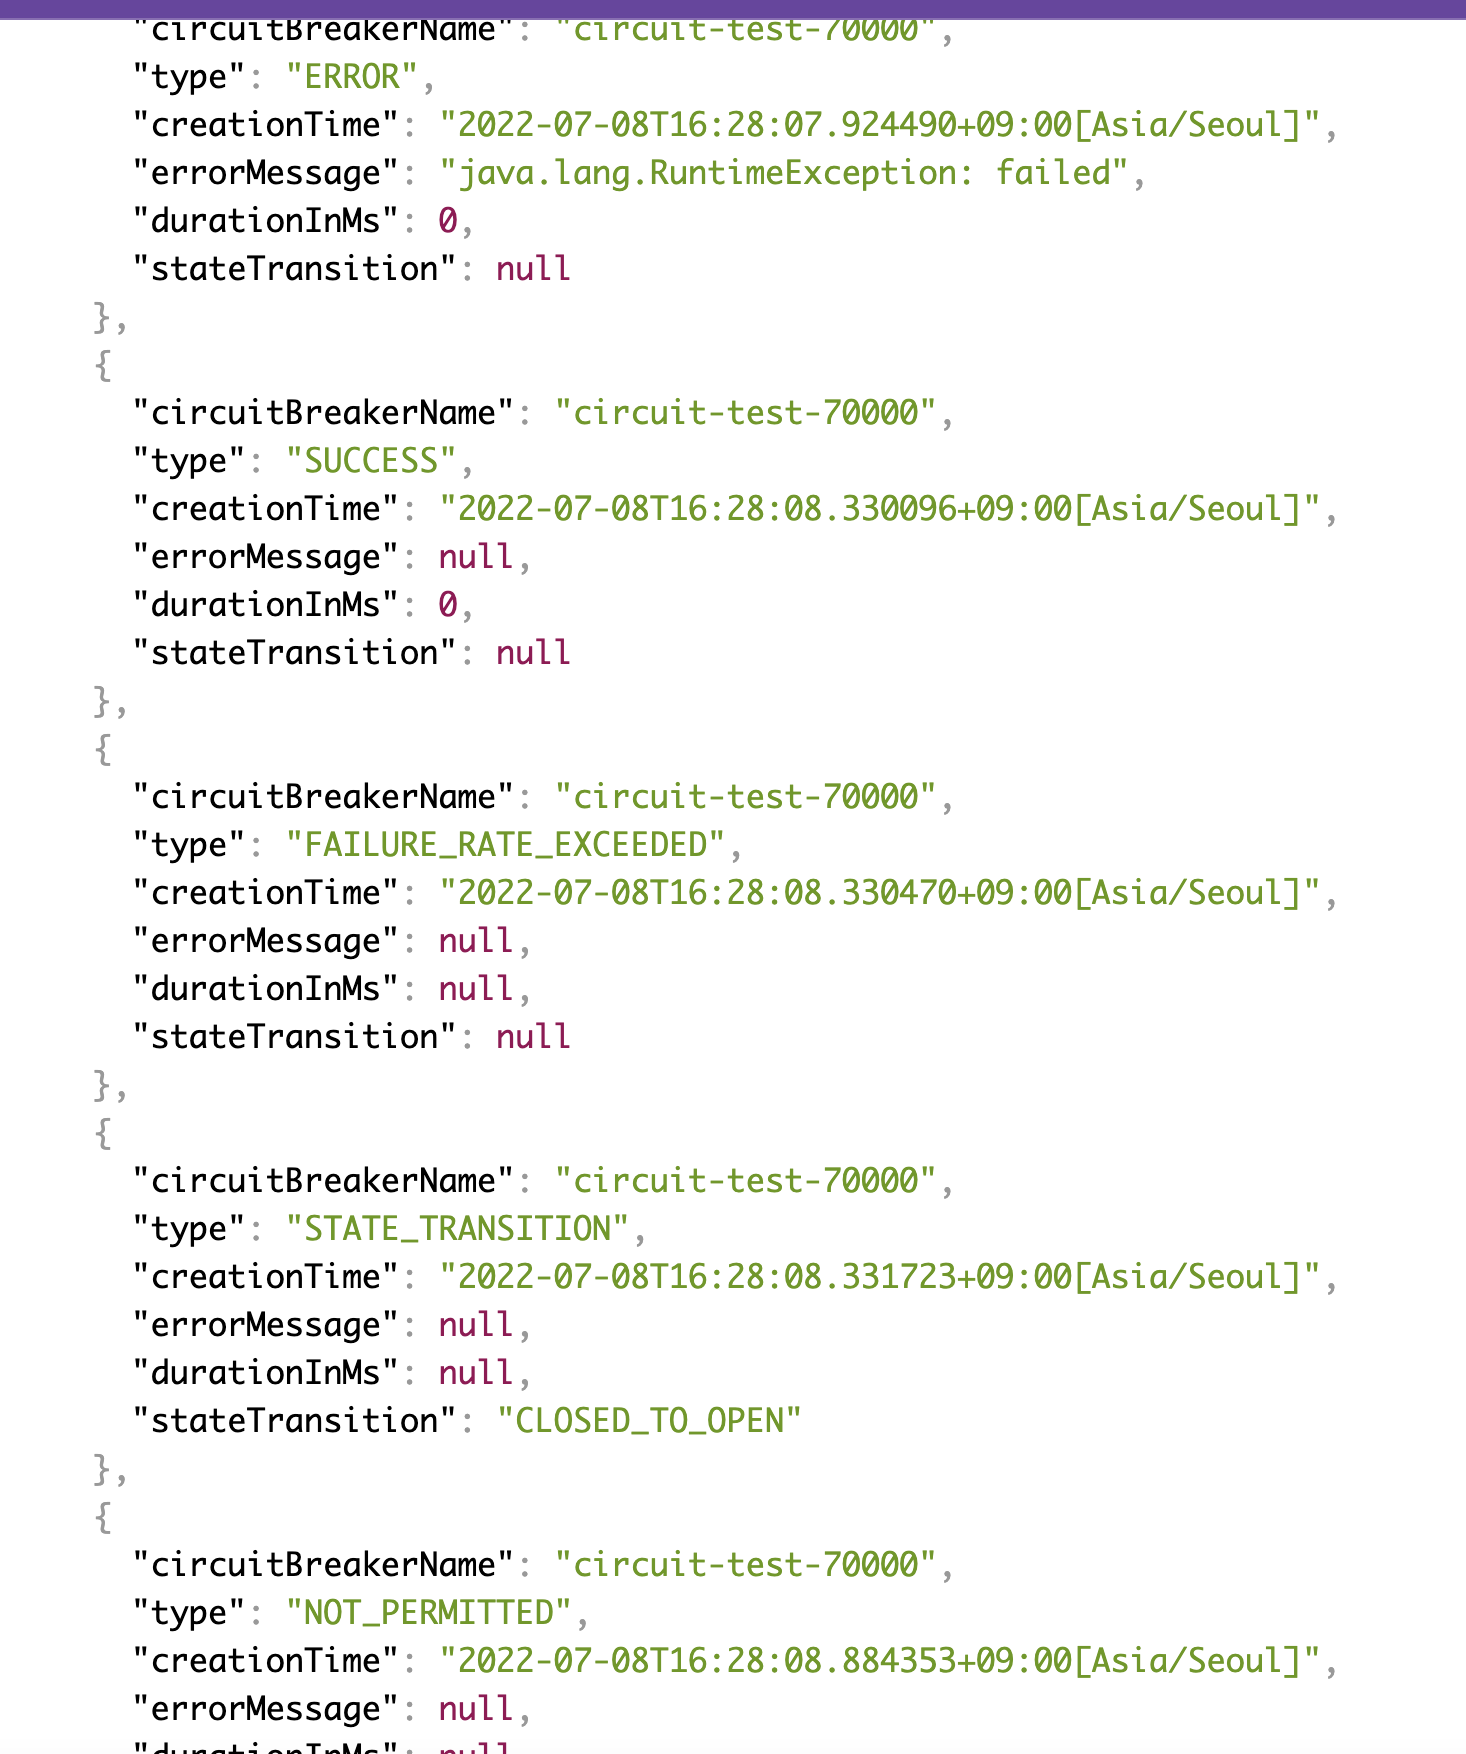 "circuitBreakerName": "circuit-test-70000",
"type": "ERROR",
"creationTime": "2022-07-08T16:28:07.924490+09:00[Asia/Seoul]",
"errorMessage": "java.lang.RuntimeException: failed",
"durationInMs": 0,
"stateTransition": null
},
{
"circuitBreakerName": "circuit-test-70000",
"type": "SUCCESS",
"creationTime": "2022-07-08T16:28:08.330096+09:00[Asia/Seoul]",
"errorMessage": null,
"durationInMs": 0,
"stateTransition": null
},
{
"circuitBreakerName": "circuit-test-70000",
"type": "FAILURE_RATE_EXCEEDED",
"creationTime": "2022-07-08T16:28:08.330470+09:00[Asia/Seoul]",
"errorMessage": null,
"durationInMs": null,
"stateTransition": null
},
{
"circuitBreakerName": "circuit-test-70000",
"type": "STATE_TRANSITION",
"creationTime": "2022-07-08T16:28:08.331723+09:00[Asia/Seoul]",
"errorMessage": null,
"durationInMs": null,
"stateTransition": "CLOSED_TO_OPEN"
},
{
"circuitBreakerName": "circuit-test-70000",
"type": "NOT_PERMITTED",
"creationTime": "2022-07-08T16:28:08.884353+09:00[Asia/Seoul]",
"errorMessage": null,
"durationInMs": null